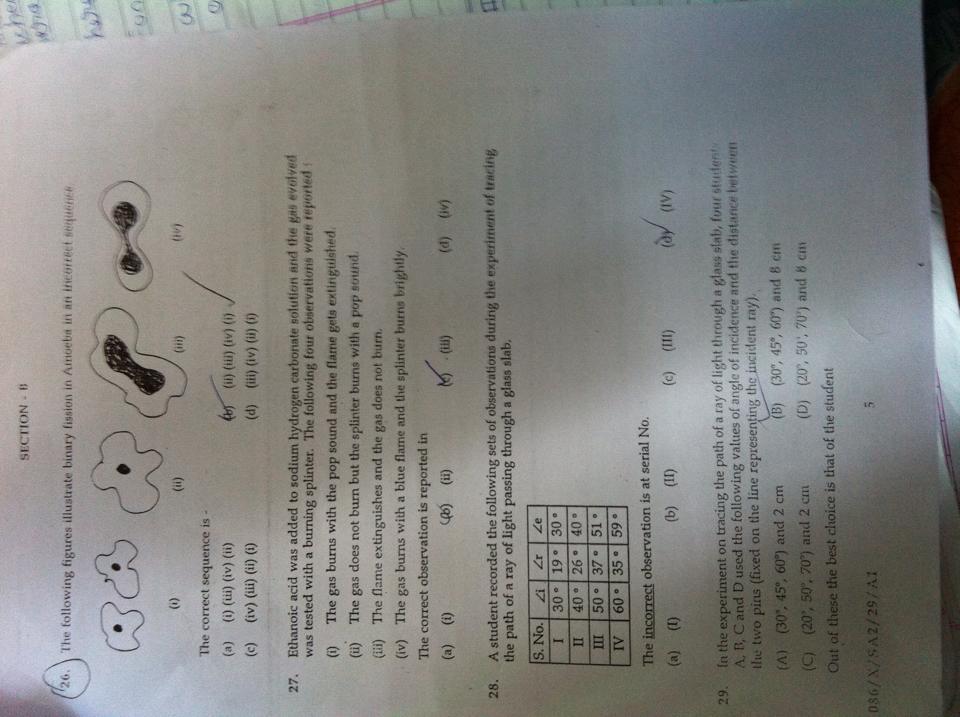 SECTION - B
26. The following figures illustrate binary fission in Amoeba in an incorrect sequence
(i) (ii) (iii) (iv)
The correct sequence is -
(a) (i) (iii) (iv) (ii) (b) (ii) (iii) (iv) (i)
(c) (iv) (iii) (ii) (i) (d) (iii) (iv) (ii) (i)
27. Ethanoic acid was added to sodium hydrogen carbonate solution and the gas evolved
was tested with a burning splinter. The following four observations were reported :
(i) The gas burns with the pop sound and the flame gets extinguished.
(ii) The gas does not burn but the splinter burns with a pop sound.
(iii) The flame extinguishes and the gas does not burn.
(iv) The gas burns with a blue flame and the splinter burns brightly.
The correct observation is reported in
(a) (i) (b) (ii) (c) (iii) (d) (iv)
28. A student recorded the following sets of observations during the experiment of tracing
the path of a ray of light passing through a glass slab.
S. No. ∠i ∠r ∠e
I 30° 19° 30°
II 40° 26° 40°
III 50° 37° 51°
IV 60° 35° 59°
The incorrect observation is at serial No.
(a) (I) (b) (II) (c) (III) (d) (IV)
29. In the experiment on tracing the path of a ray of light through a glass slab, four students
A, B, C and D used the following values of angle of incidence and the distance between
the two pins (fixed on the line representing the incident ray).
(A) (30°, 45°, 60°) and 2 cm (B) (30°, 45°, 60°) and 8 cm
(C) (20°, 50°, 70°) and 2 cm (D) (20°, 50°, 70°) and 8 cm
Out of these the best choice is that of the student
086/X/SA2/29/A1 5